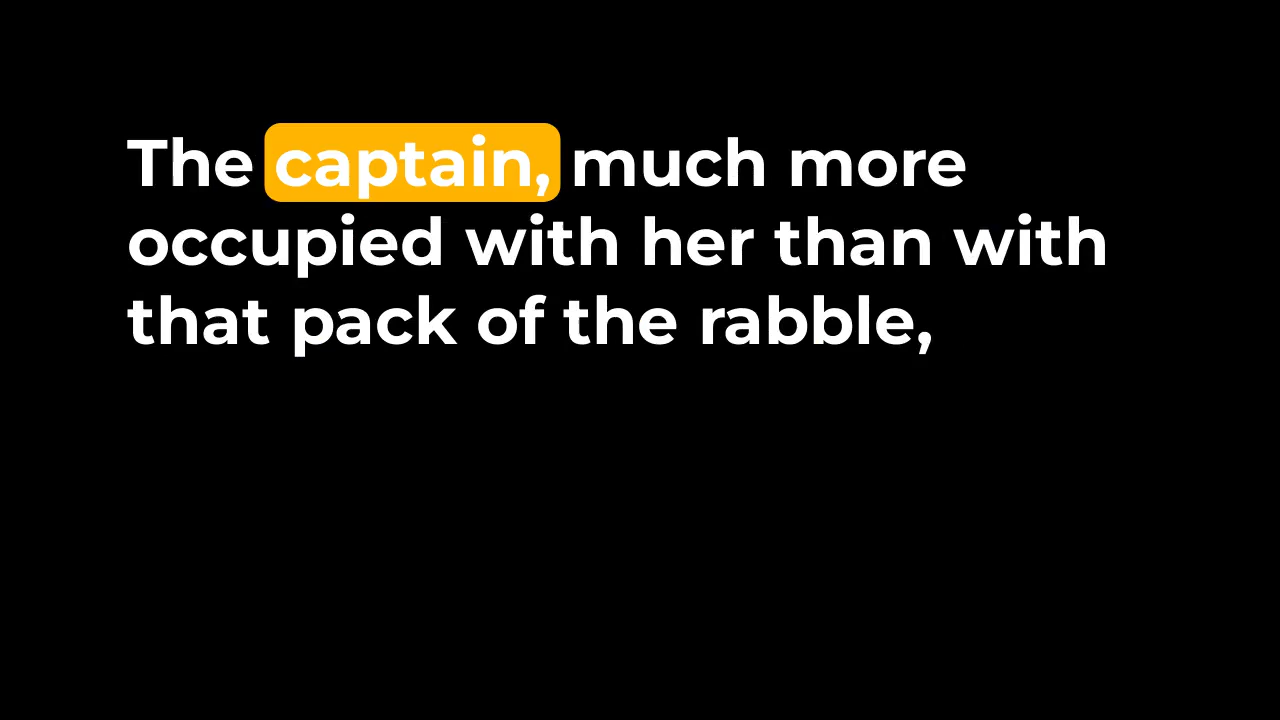 The captain, much more
occupied with her than with
that pack of the rabble,